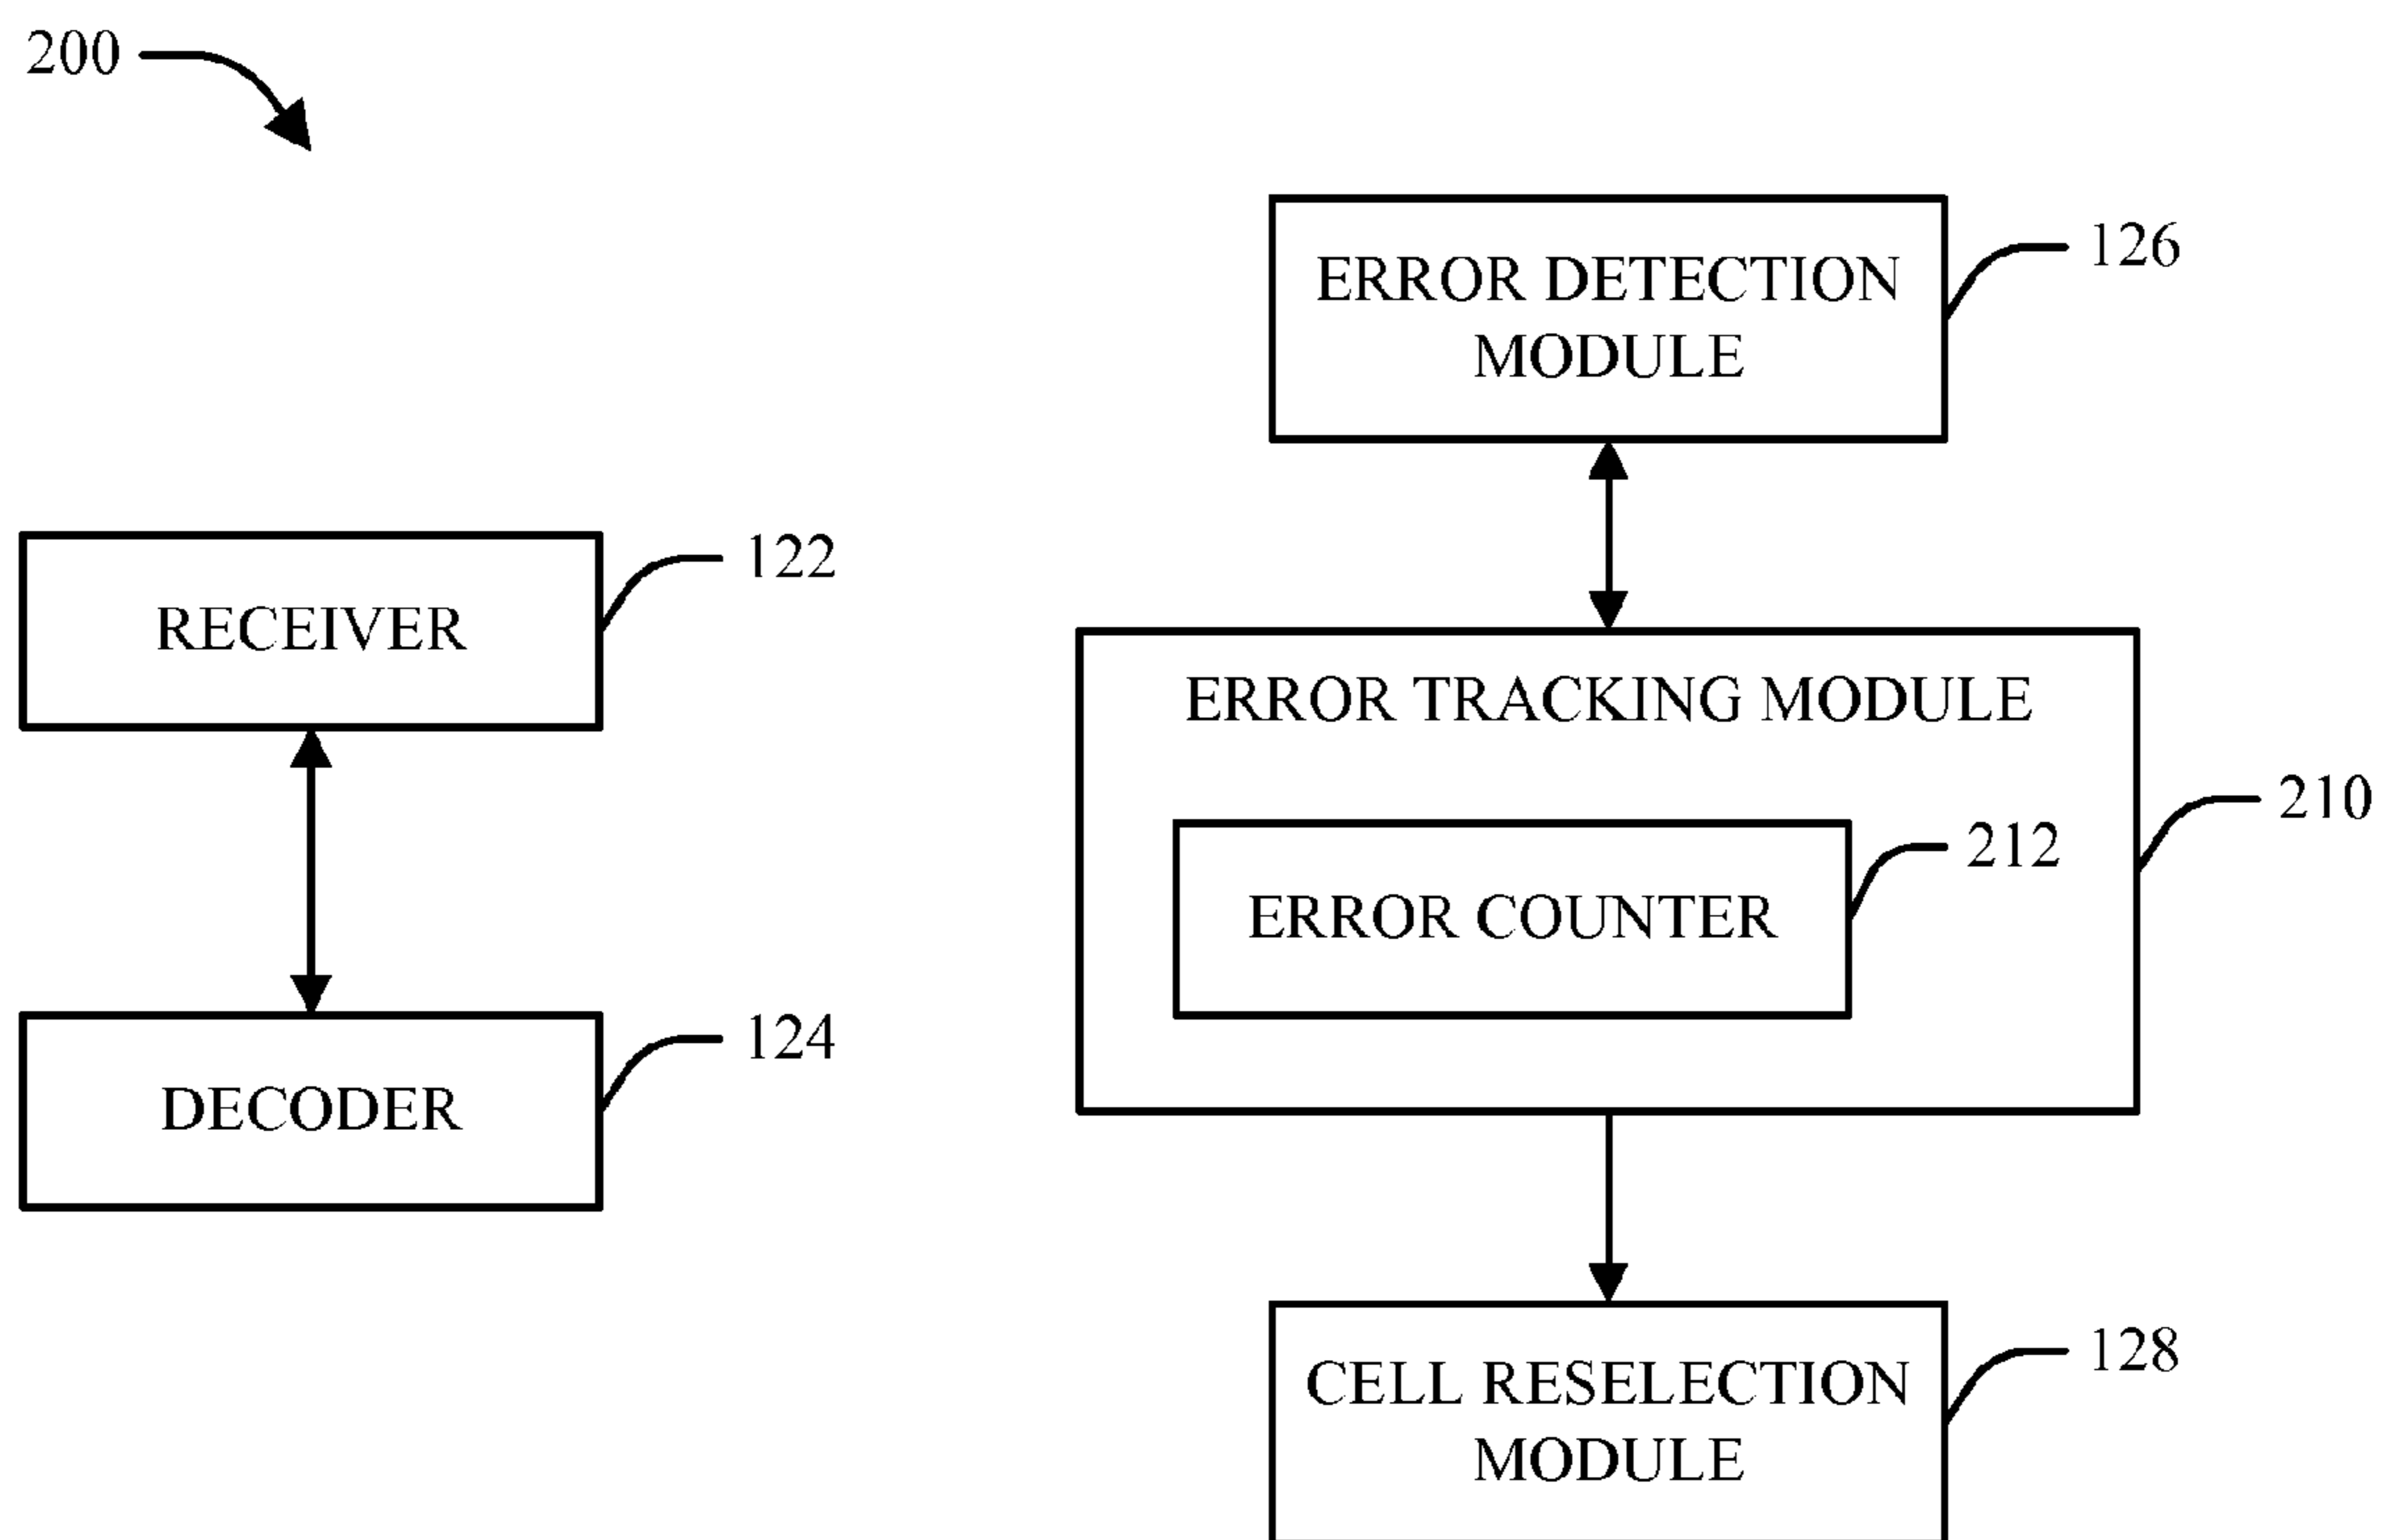 200
ERROR DETECTION
MODULE
126
RECEIVER
122
ERROR TRACKING MODULE
210
ERROR COUNTER
212
DECODER
124
CELL RESELECTION
MODULE
128